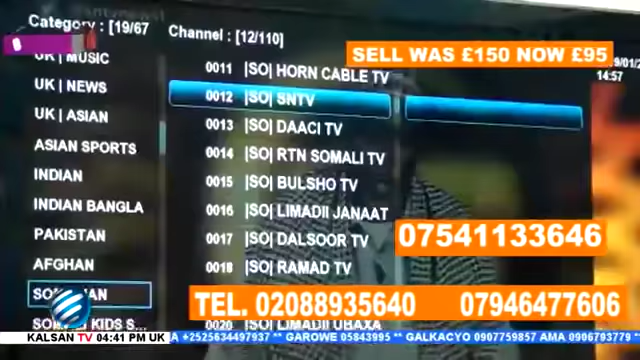 Category : [19/67
Channel : [12/110]
SELL WAS £150 NOW £95
14:57
UK | MUSIC
UK | NEWS
UK | ASIAN
ASIAN SPORTS
INDIAN
INDIAN BANGLA
PAKISTAN
AFGHAN
0011 |SO| HORN CABLE TV
0012 |SO| SNTV
0013 |SO| DAACI TV
0014 |SO| RTN SOMALI TV
0015 |SO| BULSHO TV
0016 |SO| LIMADII JANAAT
0017 |SO| DALSOOR TV
0018 |SO| RAMAD TV
0020 |SO| LIMADII UBAXA
07541133646
TEL. 02088935640 07946477606
KALSAN TV 04:41 PM UK
A +2525634497937 ** GAROWE 05843995 ** GALKACYO 0907759857 AMA 0906793779